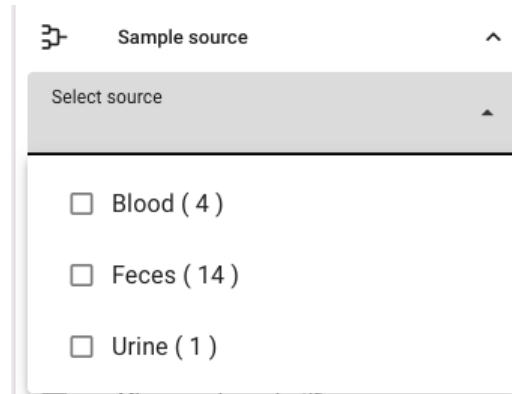 Sample source
Select source
Blood ( 4 )
Feces ( 14 )
Urine ( 1 )